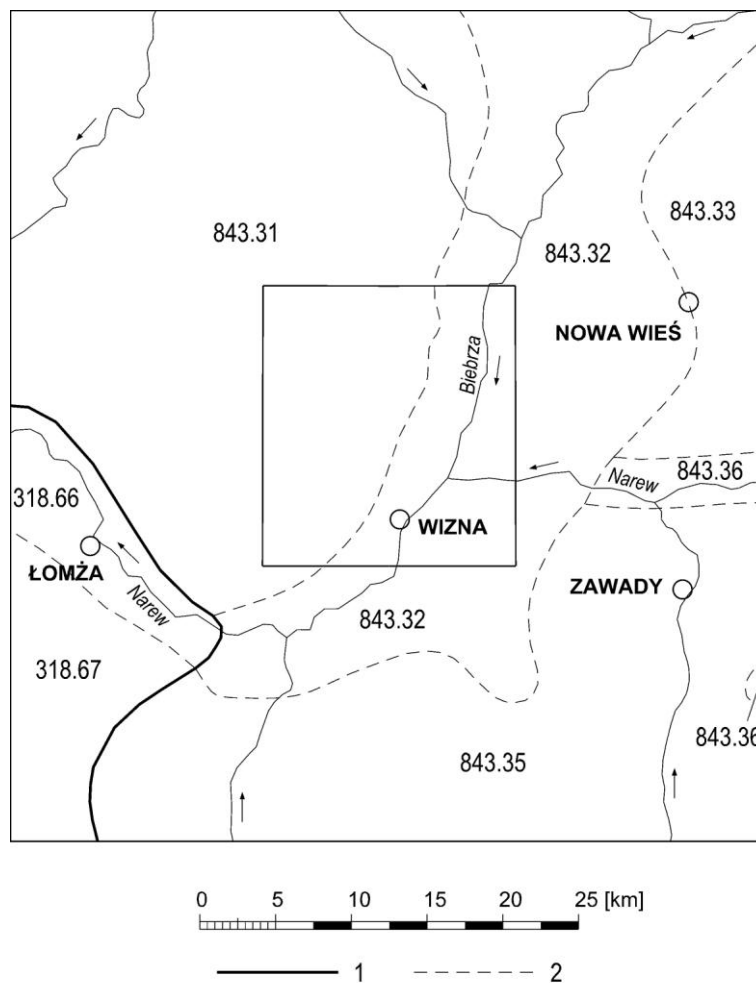 843.33
843.31
843.32
NOWA WIEŚ
Biebrza
Narew
843.36
318.66
WIZNA
ŁOMŻA
ZAWADY
Narew
843.32
318.67
843.36
843.35
0 5 10 15 20 25 [km]
1 2